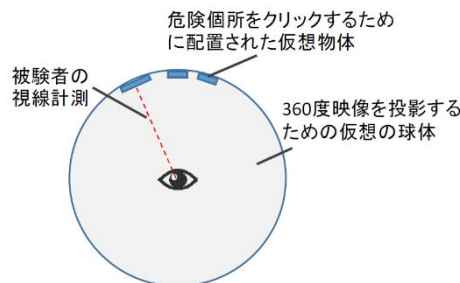 危険個所をクリックするため
に配置された仮想物体
被験者の
視線計測
360度映像を投影する
ための仮想の球体